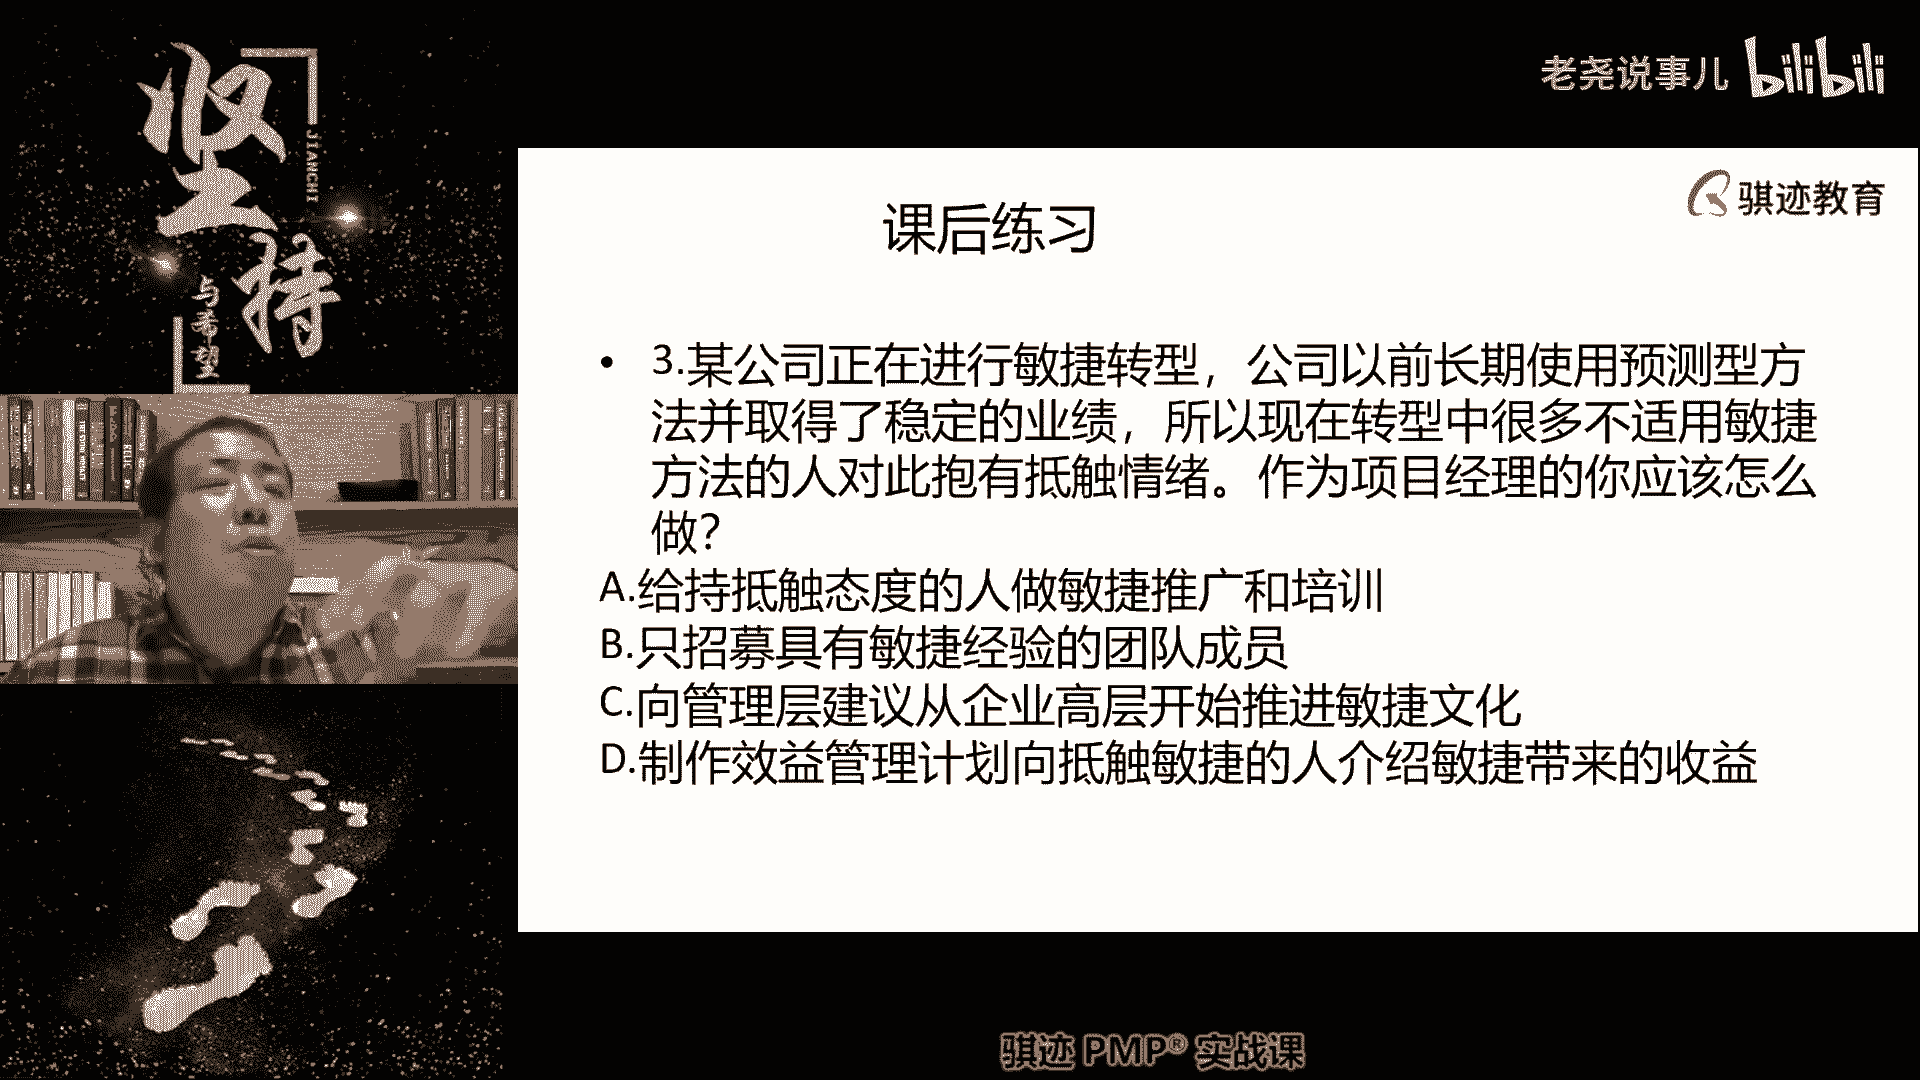 坚持
JIANCHI
与希望
老尧说事儿 bilibili
骐迹教育
课后练习
• 3.某公司正在进行敏捷转型，公司以前长期使用预测型方
法并取得了稳定的业绩，所以现在转型中很多不适用敏捷
方法的人对此抱有抵触情绪。作为项目经理的你应该怎么
做？
A.给持抵触态度的人做敏捷推广和培训
B.只招募具有敏捷经验的团队成员
C.向管理层建议从企业高层开始推进敏捷文化
D.制作效益管理计划向抵触敏捷的人介绍敏捷带来的收益
骐迹 PMP® 实战课